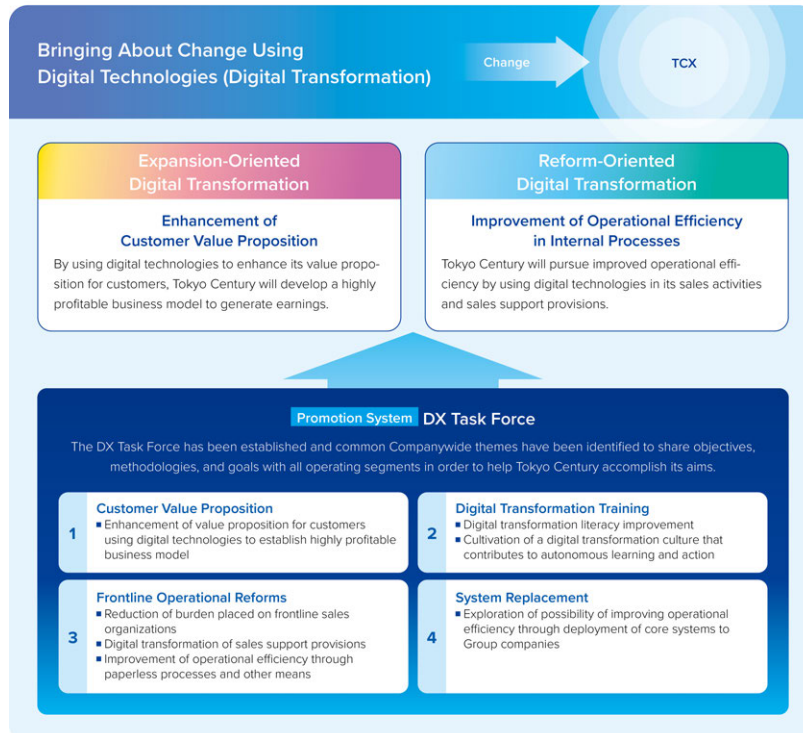 Bringing About Change Using
Digital Technologies (Digital Transformation)
Change
TCX
Expansion-Oriented
Digital Transformation
Enhancement of
Customer Value Proposition
By using digital technologies to enhance its value propo-
sition for customers, Tokyo Century will develop a highly
profitable business model to generate earnings.
Reform-Oriented
Digital Transformation
Improvement of Operational Efficiency
in Internal Processes
Tokyo Century will pursue improved operational effi-
ciency by using digital technologies in its sales activities
and sales support provisions.
Promotion System DX Task Force
The DX Task Force has been established and common Companywide themes have been identified to share objectives,
methodologies, and goals with all operating segments in order to help Tokyo Century accomplish its aims.
1
Customer Value Proposition
■ Enhancement of value proposition for customers
using digital technologies to establish highly profitable
business model
2
Digital Transformation Training
■ Digital transformation literacy improvement
■ Cultivation of a digital transformation culture that
contributes to autonomous learning and action
3
Frontline Operational Reforms
■ Reduction of burden placed on frontline sales
organizations
■ Digital transformation of sales support provisions
■ Improvement of operational efficiency through
paperless processes and other means
4
System Replacement
■ Exploration of possibility of improving operational
efficiency through deployment of core systems to
Group companies